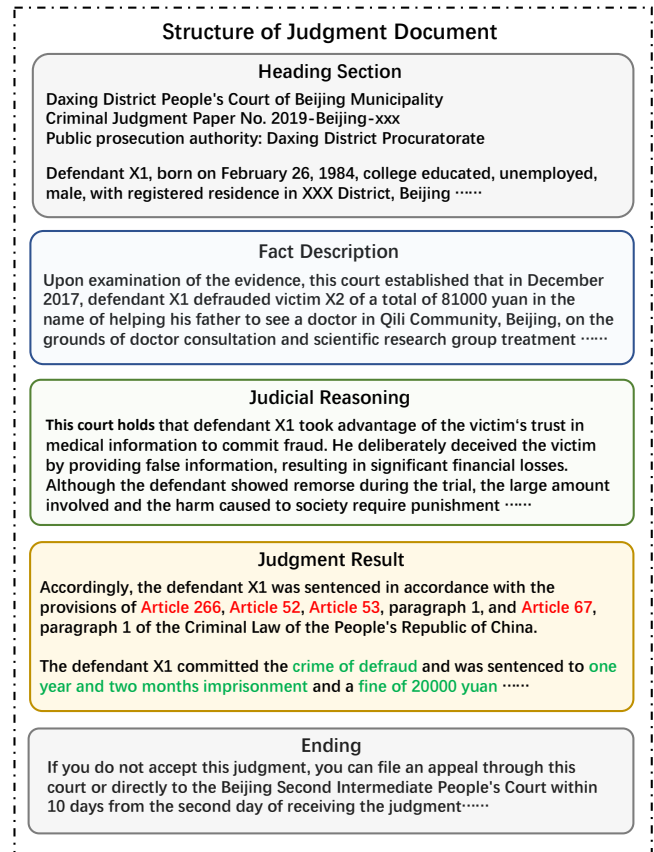 Structure of Judgment Document
Heading Section
Daxing District People's Court of Beijing Municipality
Criminal Judgment Paper No. 2019-Beijing-xxx
Public prosecution authority: Daxing District Procuratorate
Defendant X1, born on February 26, 1984, college educated, unemployed,
male, with registered residence in XXX District, Beijing ······
Fact Description
Upon examination of the evidence, this court established that in December
2017, defendant X1 defrauded victim X2 of a total of 81000 yuan in the
name of helping his father to see a doctor in Qili Community, Beijing, on the
grounds of doctor consultation and scientific research group treatment ······
Judicial Reasoning
This court holds that defendant X1 took advantage of the victim‘s trust in
medical information to commit fraud. He deliberately deceived the victim
by providing false information, resulting in significant financial losses.
Although the defendant showed remorse during the trial, the large amount
involved and the harm caused to society require punishment ······
Judgment Result
Accordingly, the defendant X1 was sentenced in accordance with the
provisions of Article 266, Article 52, Article 53, paragraph 1, and Article 67,
paragraph 1 of the Criminal Law of the People's Republic of China.
The defendant X1 committed the crime of defraud and was sentenced to one
year and two months imprisonment and a fine of 20000 yuan ······
Ending
If you do not accept this judgment, you can file an appeal through this
court or directly to the Beijing Second Intermediate People's Court within
10 days from the second day of receiving the judgment······